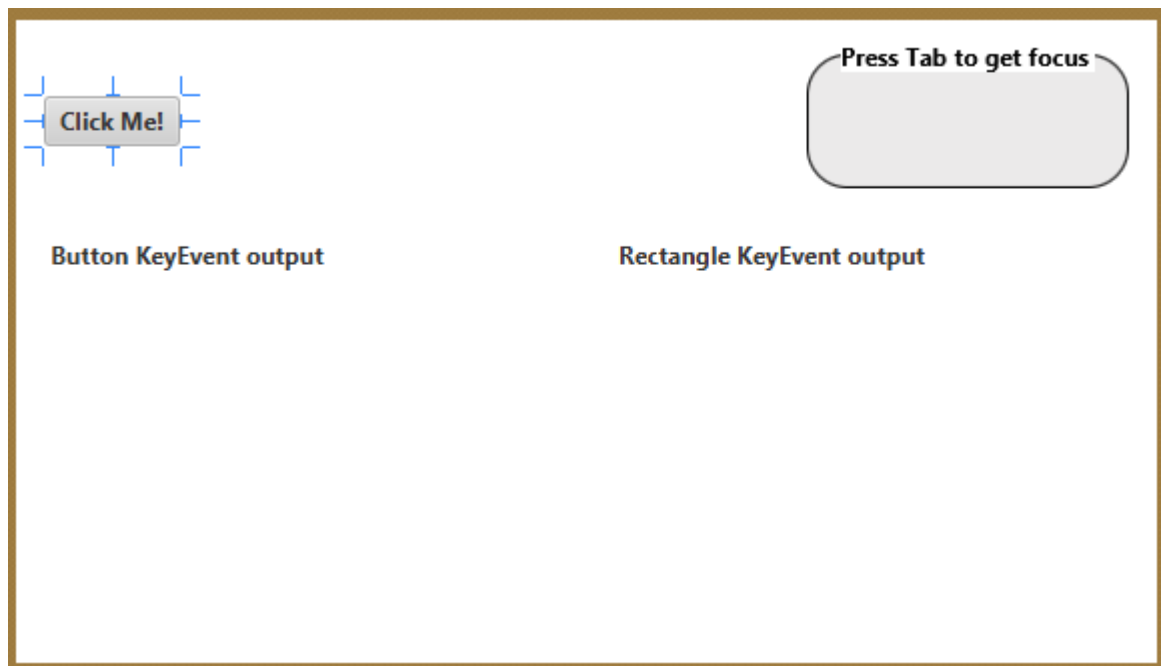 Press Tab to get focus
Click Me!
Button KeyEvent output
Rectangle KeyEvent output